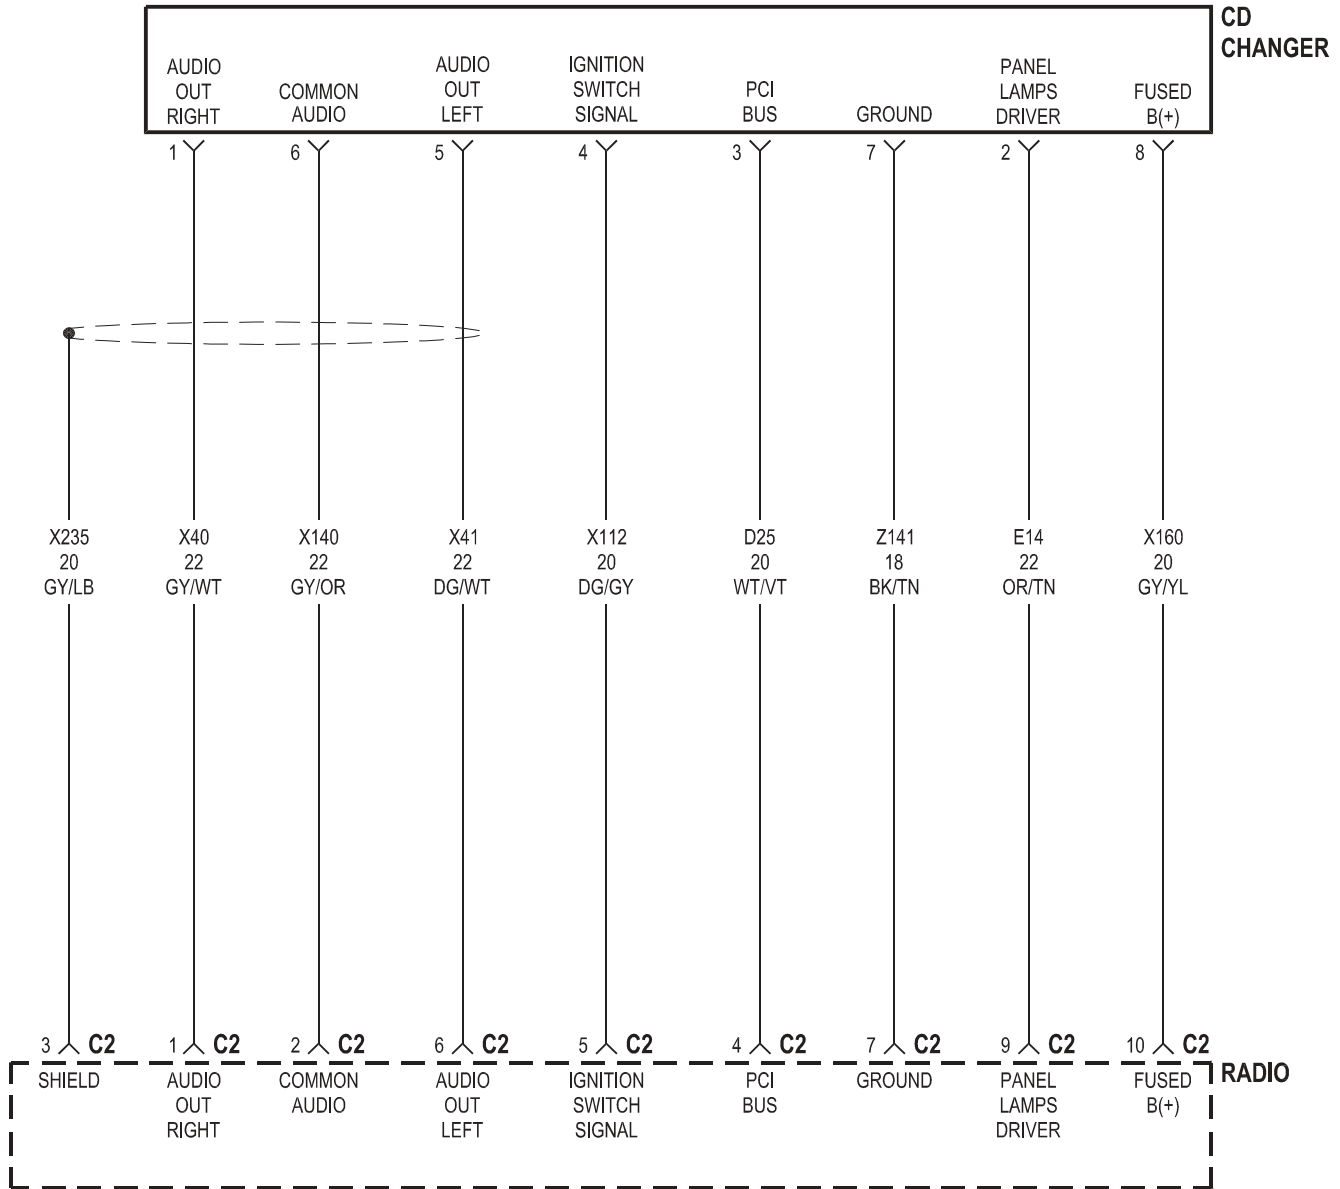 CD
CHANGER
AUDIO
OUT
RIGHT
COMMON
AUDIO
AUDIO
OUT
LEFT
IGNITION
SWITCH
SIGNAL
PCI
BUS
GROUND
PANEL
LAMPS
DRIVER
FUSED
B(+)
1
6
5
4
3
7
2
8
X235
20
GY/LB
X40
22
GY/WT
X140
22
GY/OR
X41
22
DG/WT
X112
20
DG/GY
D25
20
WT/VT
Z141
18
BK/TN
E14
22
OR/TN
X160
20
GY/YL
3 C2
1 C2
2 C2
6 C2
5 C2
4 C2
7 C2
9 C2
10 C2
RADIO
SHIELD
AUDIO
OUT
RIGHT
COMMON
AUDIO
AUDIO
OUT
LEFT
IGNITION
SWITCH
SIGNAL
PCI
BUS
GROUND
PANEL
LAMPS
DRIVER
FUSED
B(+)